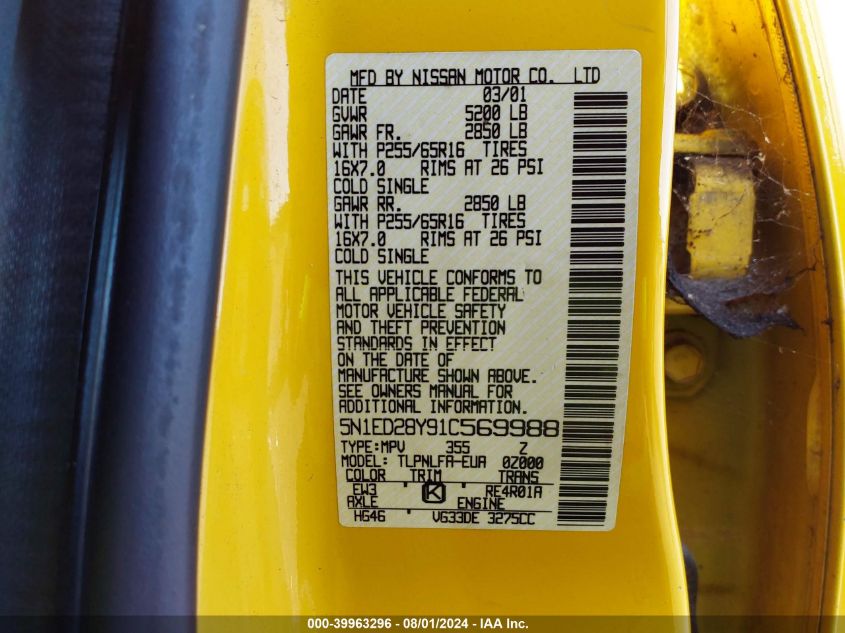 MFD BY NISSAN MOTOR CO. LTD
DATE 03/01
GVWR 5200 LB
GAWR FR. 2850 LB
WITH P255/65R16 TIRES
16X7.0 RIMS AT 26 PSI
COLD SINGLE
GAWR RR. 2850 LB
WITH P255/65R16 TIRES
16X7.0 RIMS AT 26 PSI
COLD SINGLE
THIS VEHICLE CONFORMS TO
ALL APPLICABLE FEDERAL
MOTOR VEHICLE SAFETY
AND THEFT PREVENTION
STANDARDS IN EFFECT
ON THE DATE OF
MANUFACTURE SHOWN ABOVE.
SEE OWNERS MANUAL FOR
ADDITIONAL INFORMATION.
5N1ED28Y91C569988
TYPE:MPV 355 Z
MODEL: TLPNLFA-EUA 0Z000
COLOR TRIM TRANS
EW3 K RE4R01A
AXLE ENGINE
HG46 VG33DE 3275CC
000-39963296 - 08/01/2024 - IAA Inc.